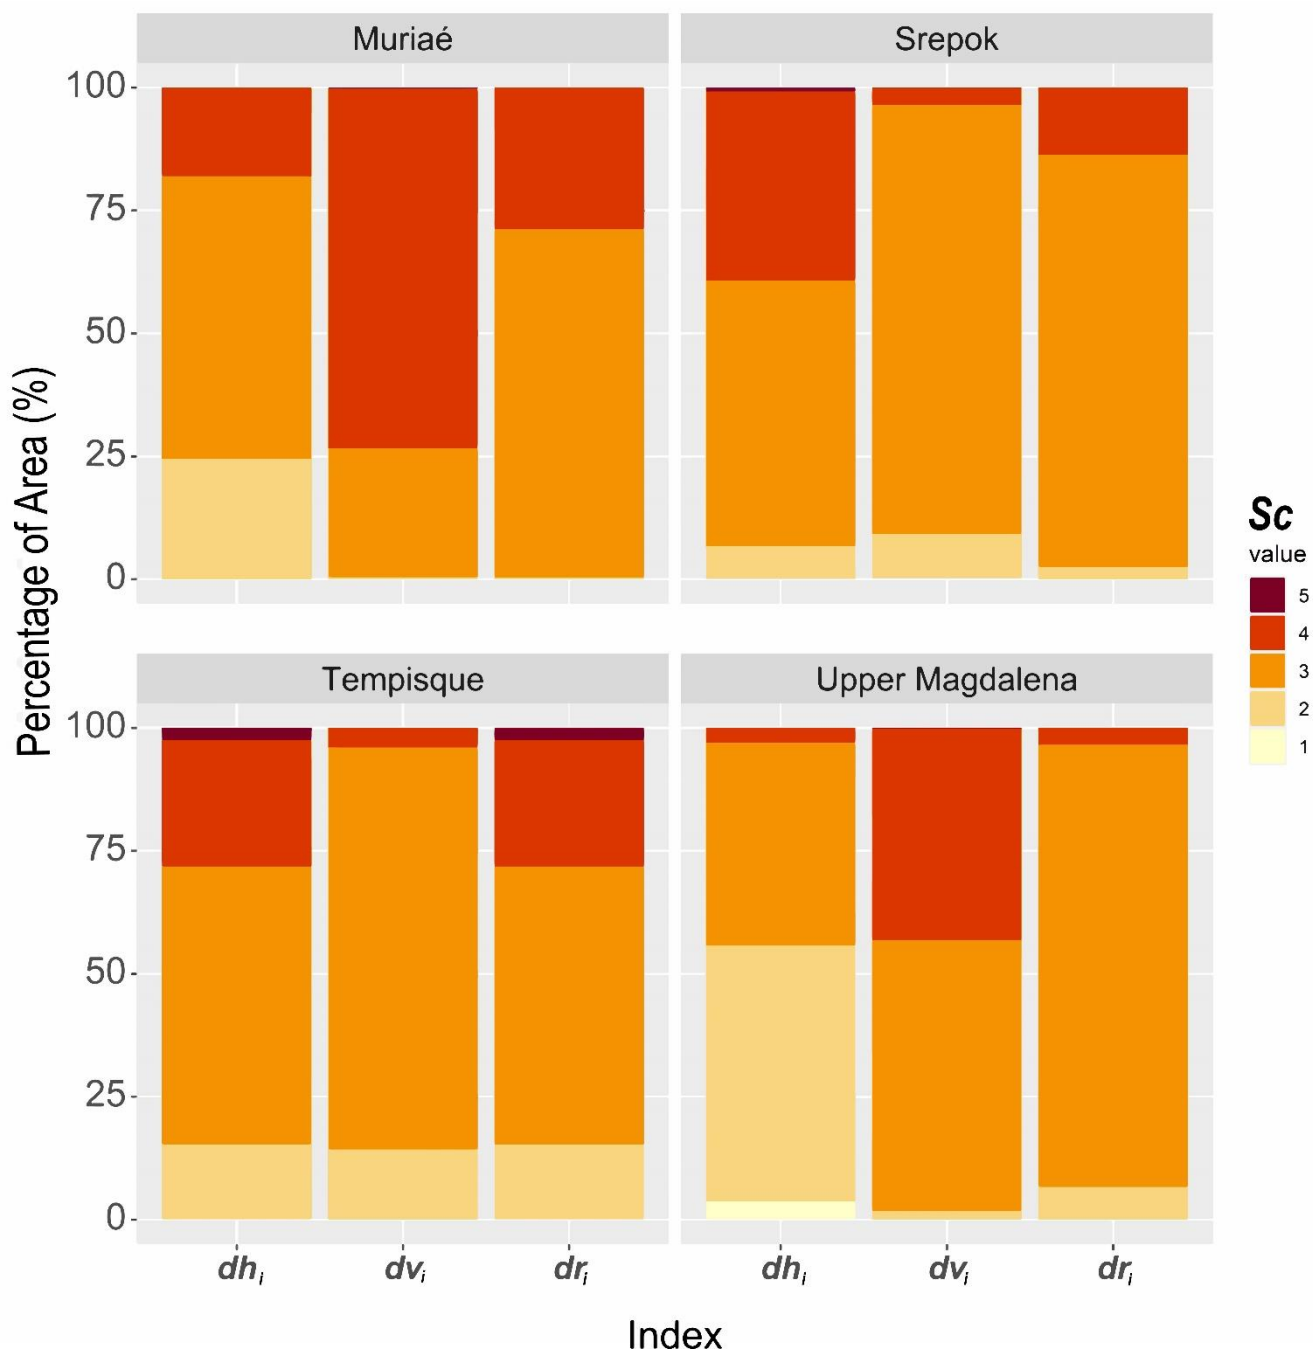 Muriaé
Srepok
100
75
50
25
0
Tempisque
Upper Magdalena
100
75
50
25
0
dhᵢ dvᵢ drᵢ
dhᵢ dvᵢ drᵢ
Percentage of Area (%)
Index
Sc
value
5
4
3
2
1